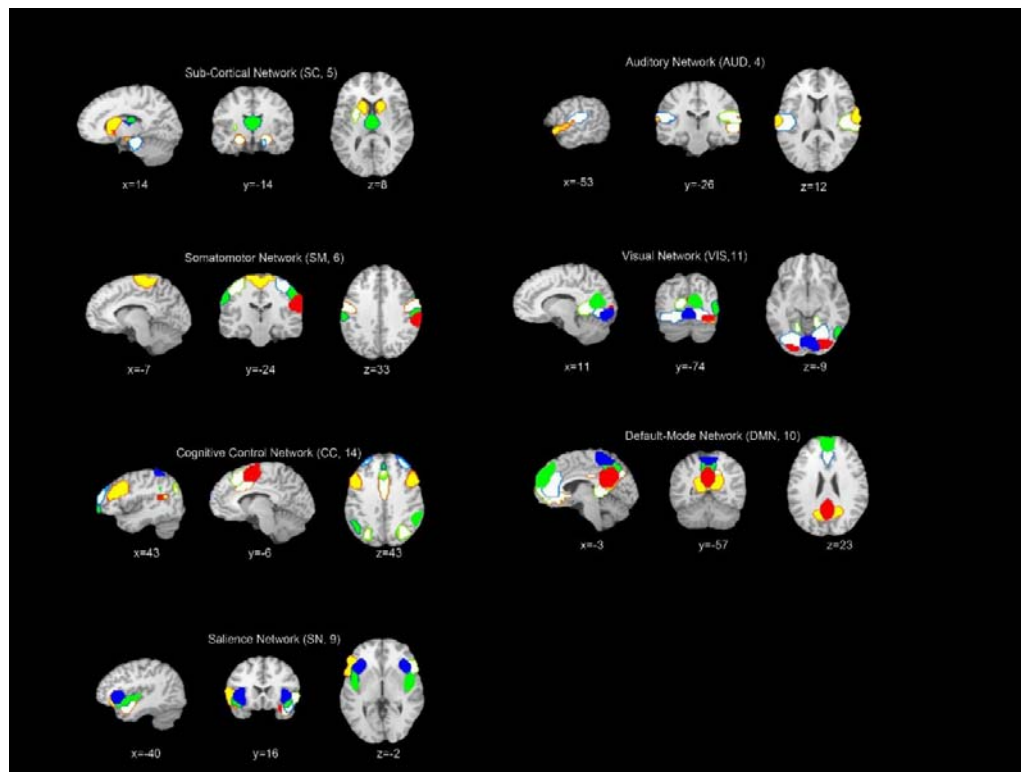 Sub-Cortical Network (SC, 5)
x=14 y=-14 z=8
Auditory Network (AUD, 4)
x=-53 y=-26 z=12
Somatomotor Network (SM, 6)
x=-7 y=-24 z=33
Visual Network (VIS,11)
x=11 y=-74 z=-9
Cognitive Control Network (CC, 14)
x=43 y=-6 z=43
Default-Mode Network (DMN, 10)
x=-3 y=-57 z=23
Salience Network (SN, 9)
x=-40 y=16 z=-2